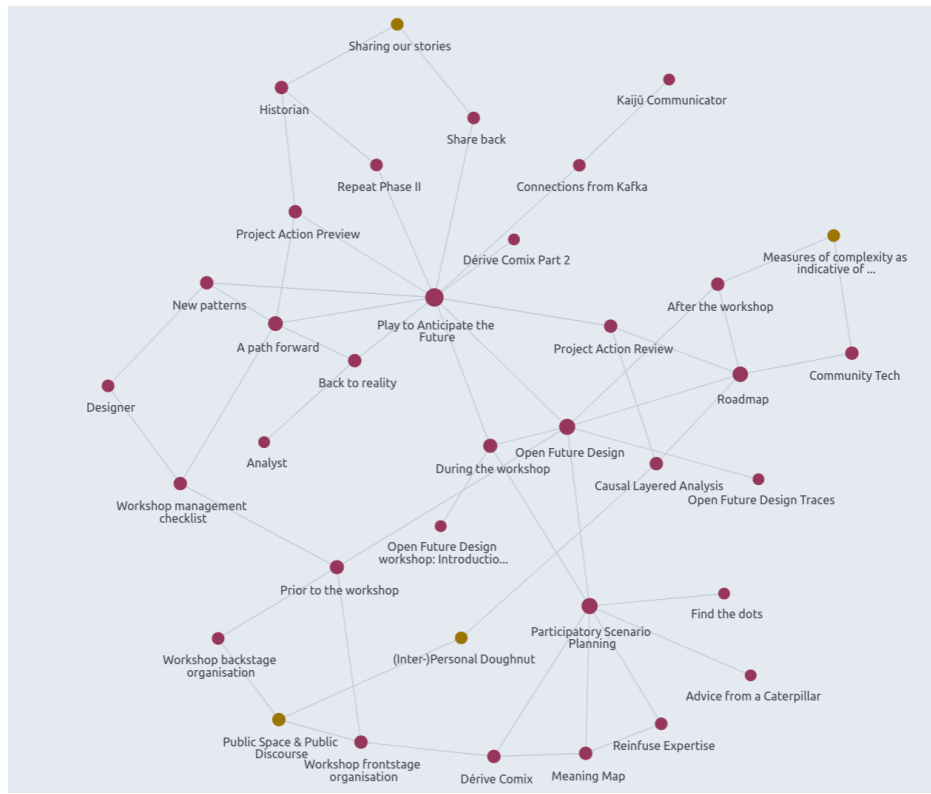 Sharing our stories
Kaijū Communicator
Historian
Share back
Repeat Phase II
Connections from Kafka
Project Action Preview
Dérive Comix Part 2
Measures of complexity as
indicative of ...
New patterns
After the workshop
Play to Anticipate the
Future
A path forward
Project Action Review
Back to reality
Community Tech
Designer
Roadmap
Analyst
During the workshop
Open Future Design
Causal Layered Analysis
Open Future Design Traces
Workshop management
checklist
Open Future Design
workshop: Introductio...
Prior to the workshop
Find the dots
Participatory Scenario
Planning
Workshop backstage
organisation
(Inter-)Personal Doughnut
Advice from a Caterpillar
Public Space & Public
Discourse
Workshop frontstage
organisation
Reinfuse Expertise
Dérive Comix
Meaning Map